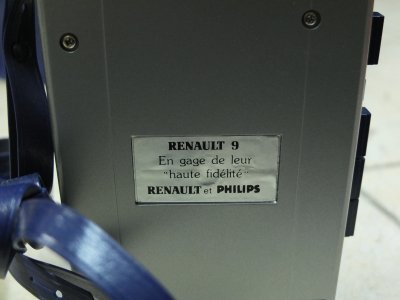 RENAULT 9
En gage de leur
"haute fidélité"
RENAULT et PHILIPS